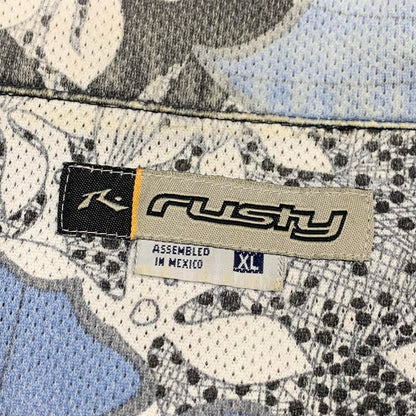 rusty
ASSEMBLED
IN MEXICO
XL